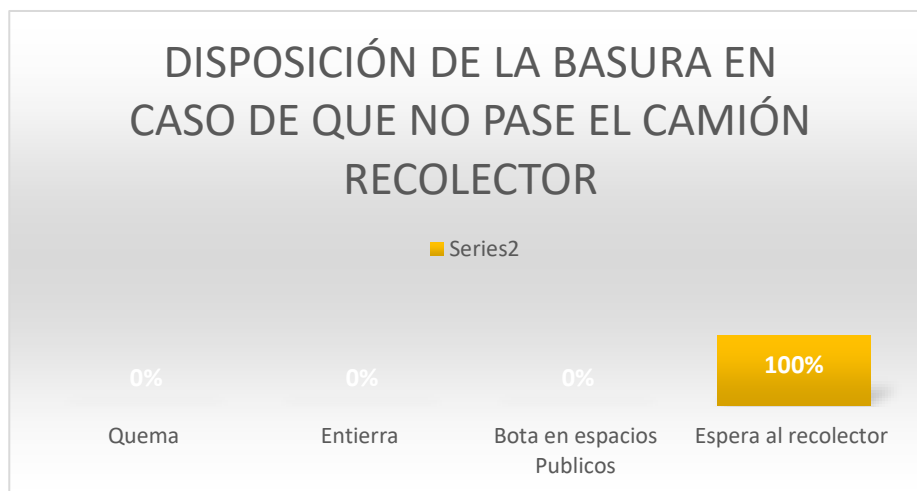 DISPOSICIÓN DE LA BASURA EN
CASO DE QUE NO PASE EL CAMIÓN
RECOLECTOR
Series2
0% 0% 0% 100%
Quema Entierra Bota en espacios Espera al recolector
Publicos